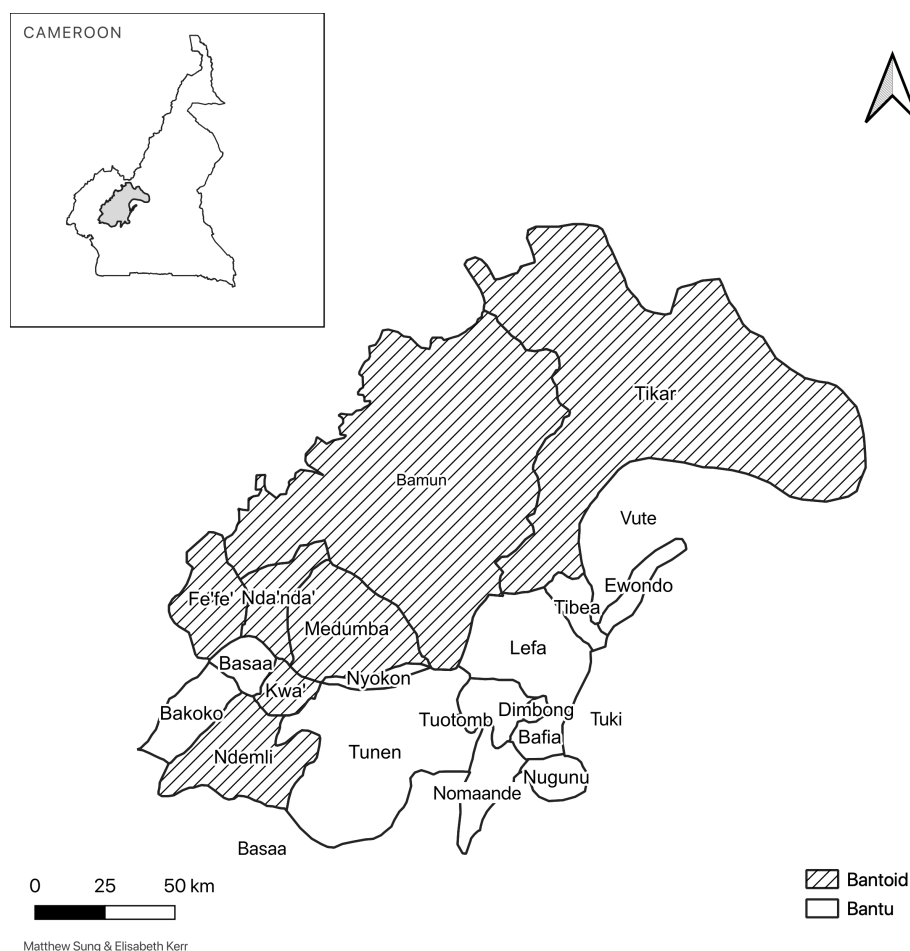 CAMEROON
Tikar
Bamun
Vute
Ewondo
Fe'fe'
Nda'nda'
Tibea
Medumba
Lefa
Basaa
Nyokon
Kwa'
Bakoko
Tuotomb
Dimbong
Tuki
Bafia
Ndemli
Tunen
Nugunu
Nomaande
Basaa
0 25 50 km
Bantoid
Bantu
Matthew Sung & Elisabeth Kerr